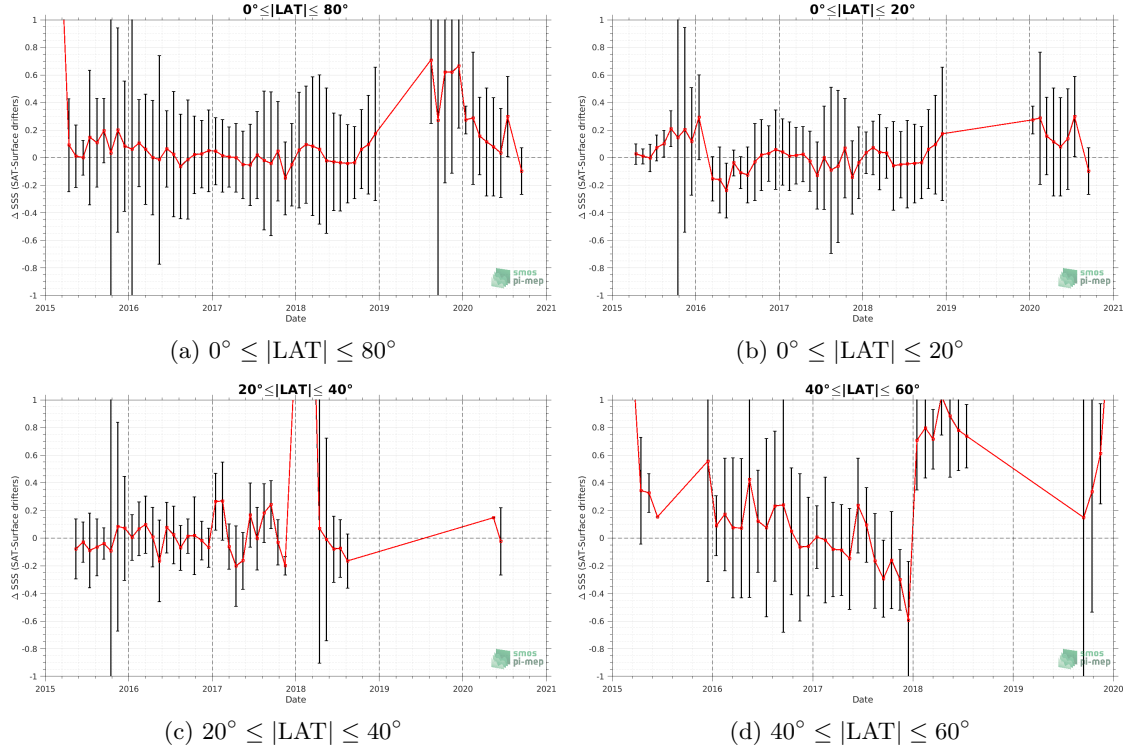 0°≤|LAT|≤ 80°
1
0.8
0.6
0.4
0.2
0
-0.2
-0.4
-0.6
-0.8
-1
Δ SSS (SAT-Surface drifters)
2015 2016 2017 2018 2019 2020 2021
Date
smos
pi-mep
(a) 0° ≤ |LAT| ≤ 80°
0°≤|LAT|≤ 20°
1
0.8
0.6
0.4
0.2
0
-0.2
-0.4
-0.6
-0.8
-1
Δ SSS (SAT-Surface drifters)
2015 2016 2017 2018 2019 2020 2021
Date
smos
pi-mep
(b) 0° ≤ |LAT| ≤ 20°
20°≤|LAT|≤ 40°
1
0.8
0.6
0.4
0.2
0
-0.2
-0.4
-0.6
-0.8
-1
Δ SSS (SAT-Surface drifters)
2015 2016 2017 2018 2019 2020 2021
Date
smos
pi-mep
(c) 20° ≤ |LAT| ≤ 40°
40°≤|LAT|≤ 60°
1
0.8
0.6
0.4
0.2
0
-0.2
-0.4
-0.6
-0.8
-1
Δ SSS (SAT-Surface drifters)
2015 2016 2017 2018 2019 2020
Date
smos
pi-mep
(d) 40° ≤ |LAT| ≤ 60°